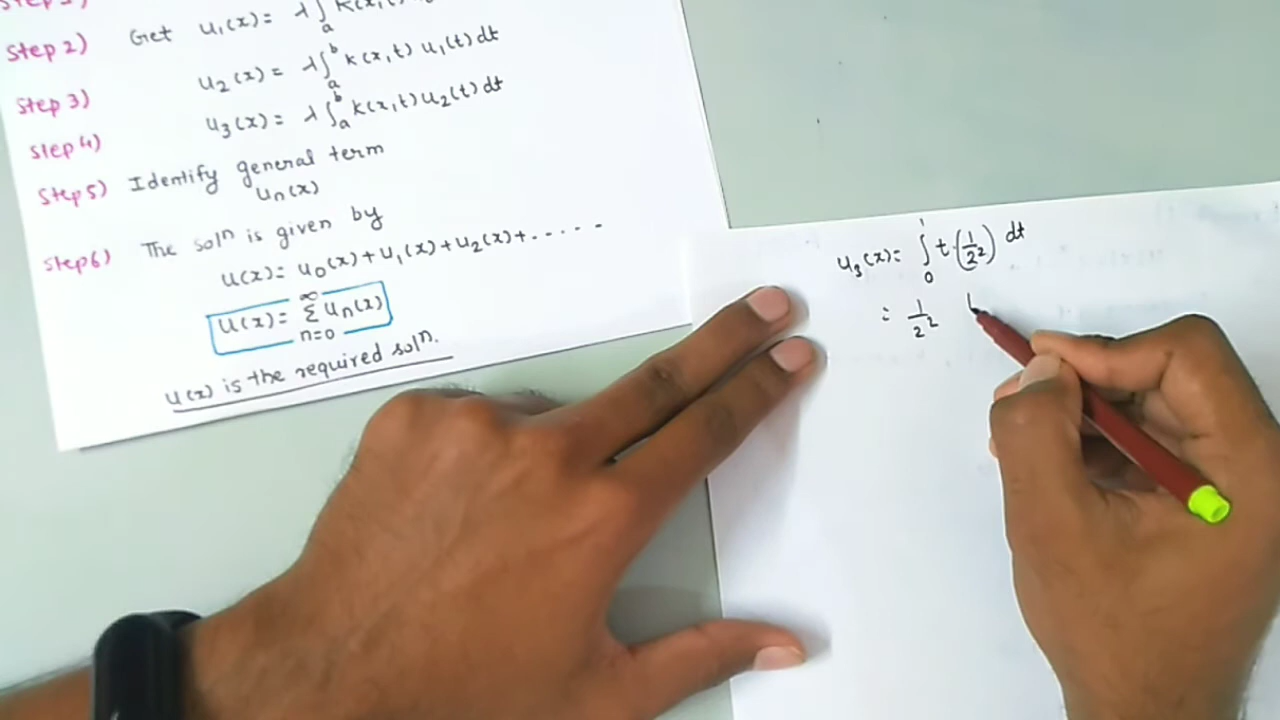 Step 2) Get u₁(x)= λ∫ₐ K(x,
u₂(x)= λ∫ₐᵇ k(x,t) u₁(t) dt
Step 3)
u₃(x)= λ∫ₐᵇ k(x,t) u₂(t) dt
Step 4)
Step 5) Identify general term
uₙ(x)
Step 6) The solⁿ is given by
u(x)= u₀(x)+u₁(x)+u₂(x)+.....
u(x)= ∞Σn=0 uₙ(x)
u(x) is the required solⁿ.
u₃(x)= ∫₀¹ t.(1/2²) dt
= 1/2²